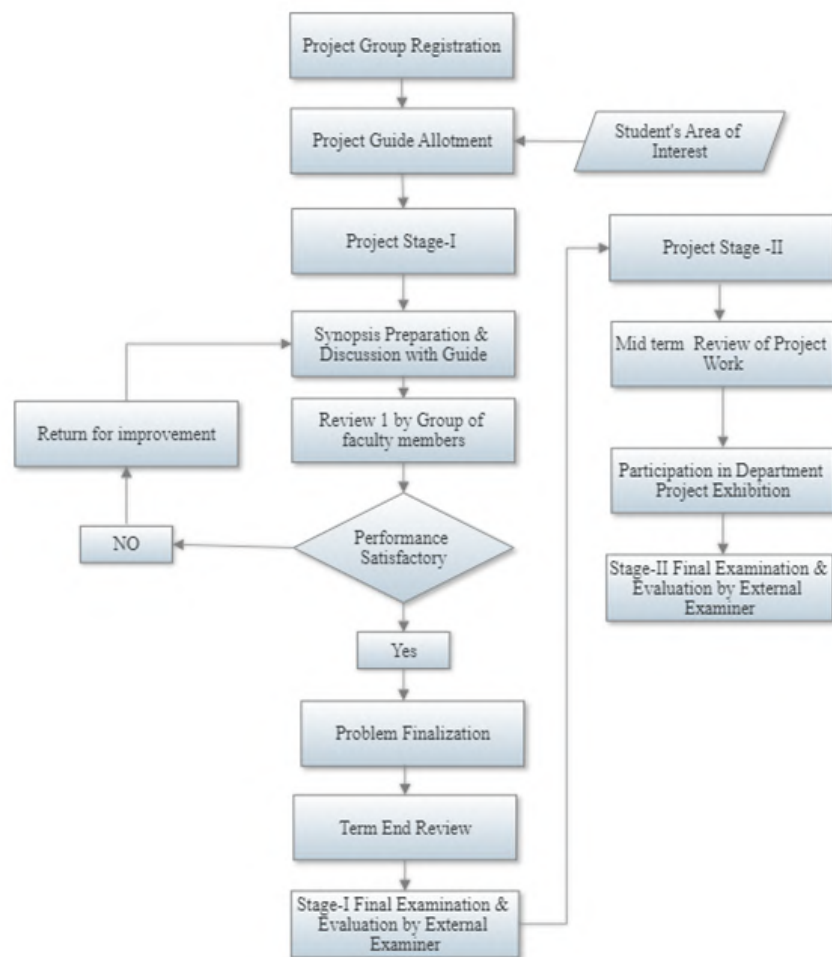 Project Group Registration
Project Guide Allotment
Student's Area of
Interest
Project Stage-I
Synopsis Preparation &
Discussion with Guide
Return for improvement
Review 1 by Group of
faculty members
NO
Performance
Satisfactory
Yes
Problem Finalization
Term End Review
Stage-I Final Examination &
Evaluation by External
Examiner
Project Stage -II
Mid term Review of Project
Work
Participation in Department
Project Exhibition
Stage-II Final Examination &
Evaluation by External
Examiner